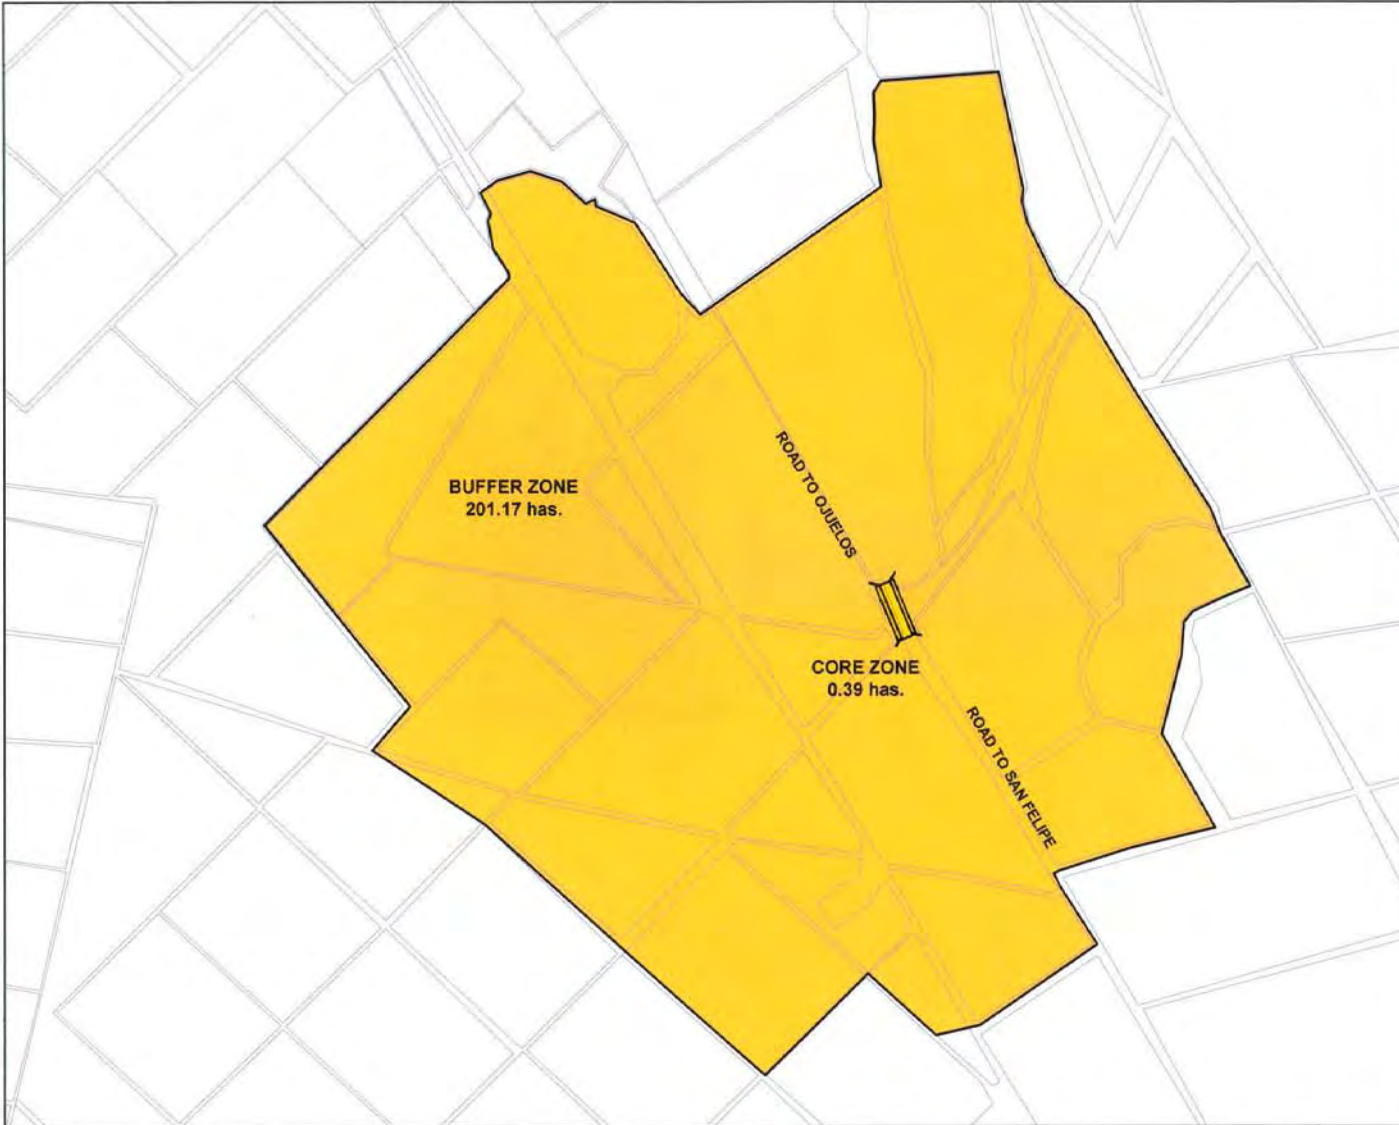 ROAD TO OJUELOS
BUFFER ZONE
201.17 has.
CORE ZONE
0.39 has.
ROAD TO SAN FELIPE